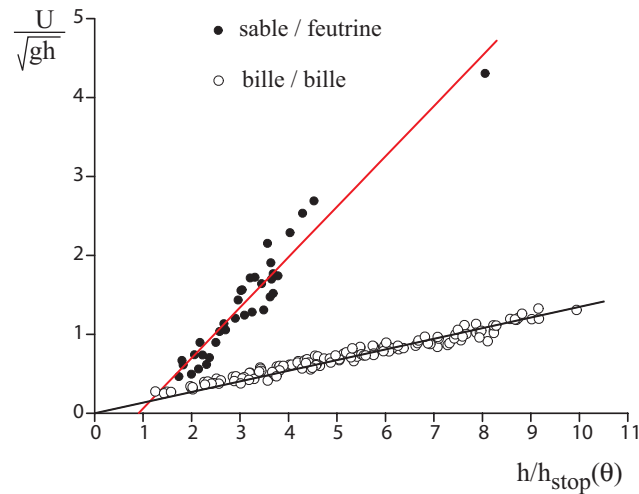 U
√gh
5
4
3
2
1
0
sable / feutrine
bille / bille
0 1 2 3 4 5 6 7 8 9 10 11
h/h_stop(θ)